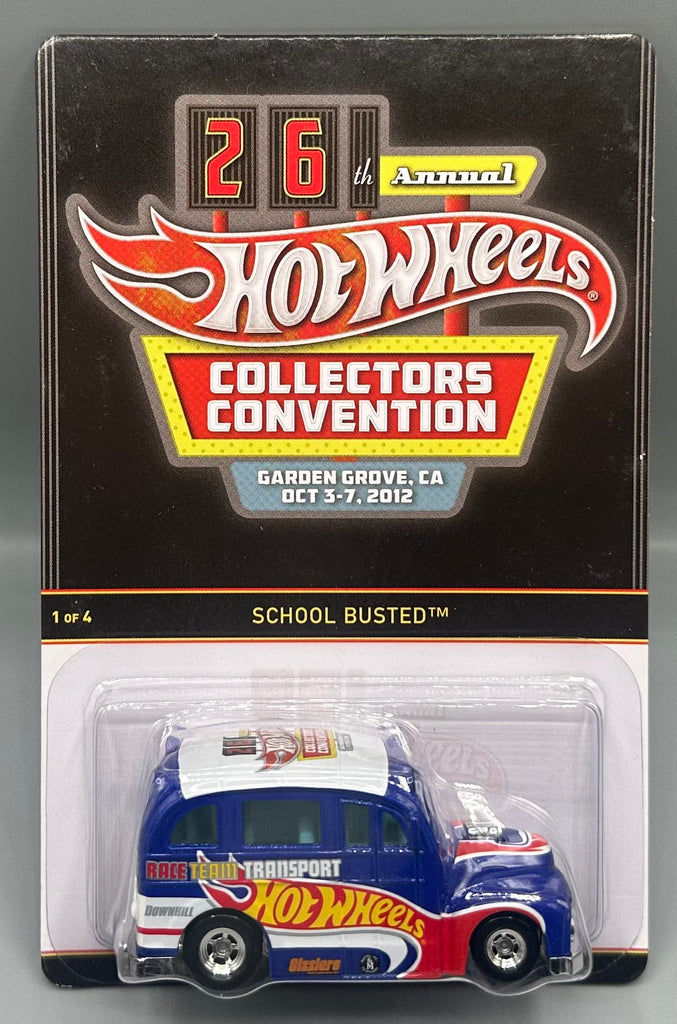 26th Annual
Hot Wheels®
COLLECTORS
CONVENTION
GARDEN GROVE, CA
OCT 3-7, 2012
1 OF 4
SCHOOL BUSTED™
RACE TEAM TRANSPORT
DOWNHILL
Hot Wheels
Sizzlers